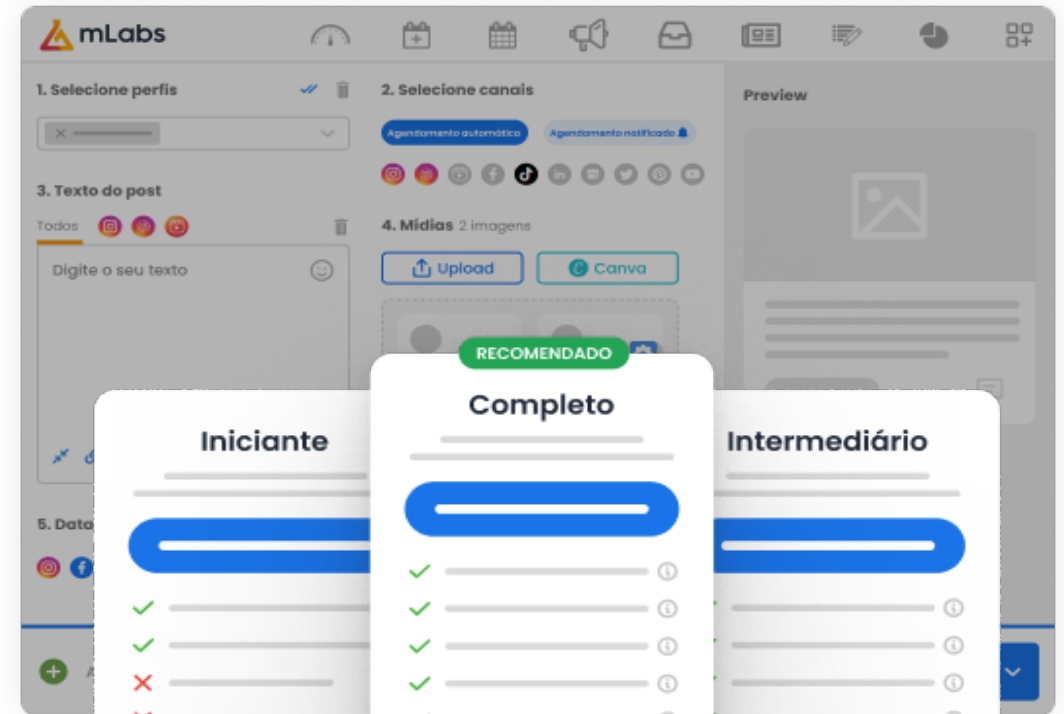 mLabs
1. Selecione perfis
2. Selecione canais
Preview
Agendamento automático
Agendamento notificado
3. Texto do post
Todos
4. Mídias 2 imagens
Digite o seu texto
Upload
Canva
RECOMENDADO
Completo
Iniciante
Intermediário
5. Data